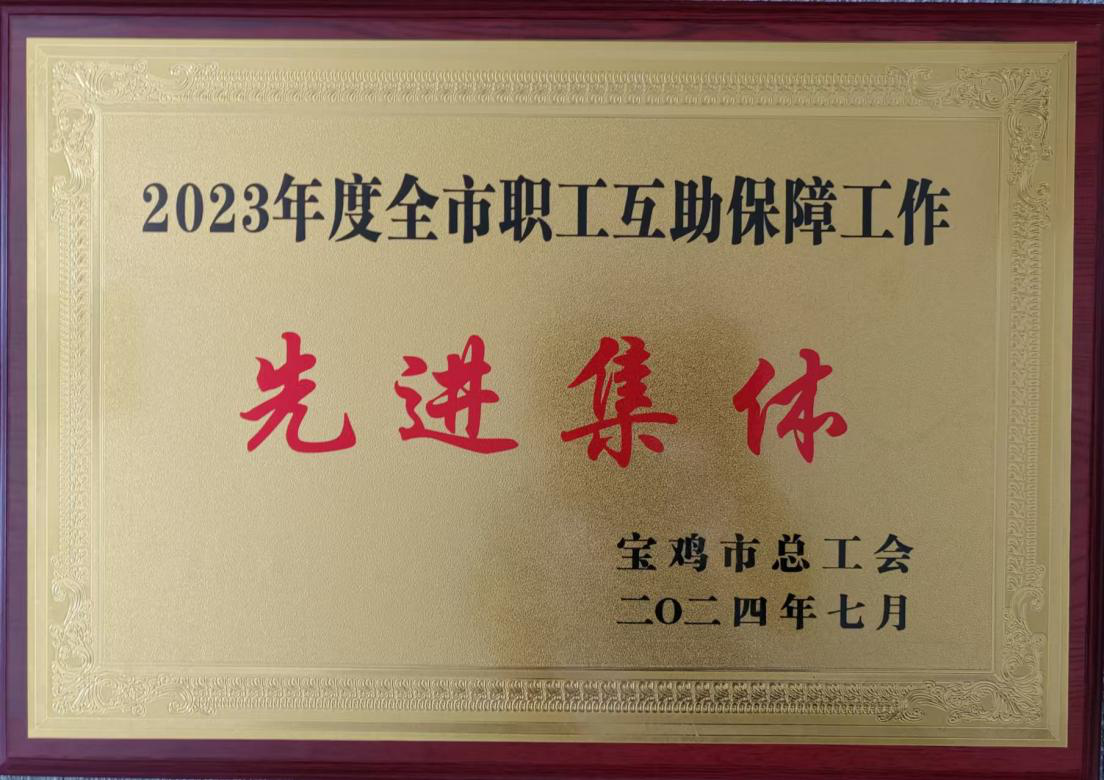 2023年度全市职工互助保障工作
先进集体
宝鸡市总工会
二〇二四年七月